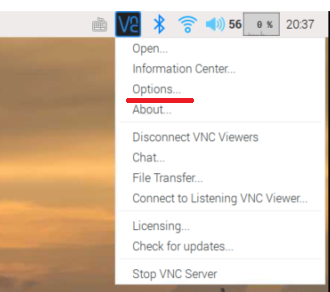 VNC 56 0 % 20:37
Open...
Information Center...
Options...
About...
Disconnect VNC Viewers
Chat...
File Transfer...
Connect to Listening VNC Viewer...
Licensing...
Check for updates...
Stop VNC Server